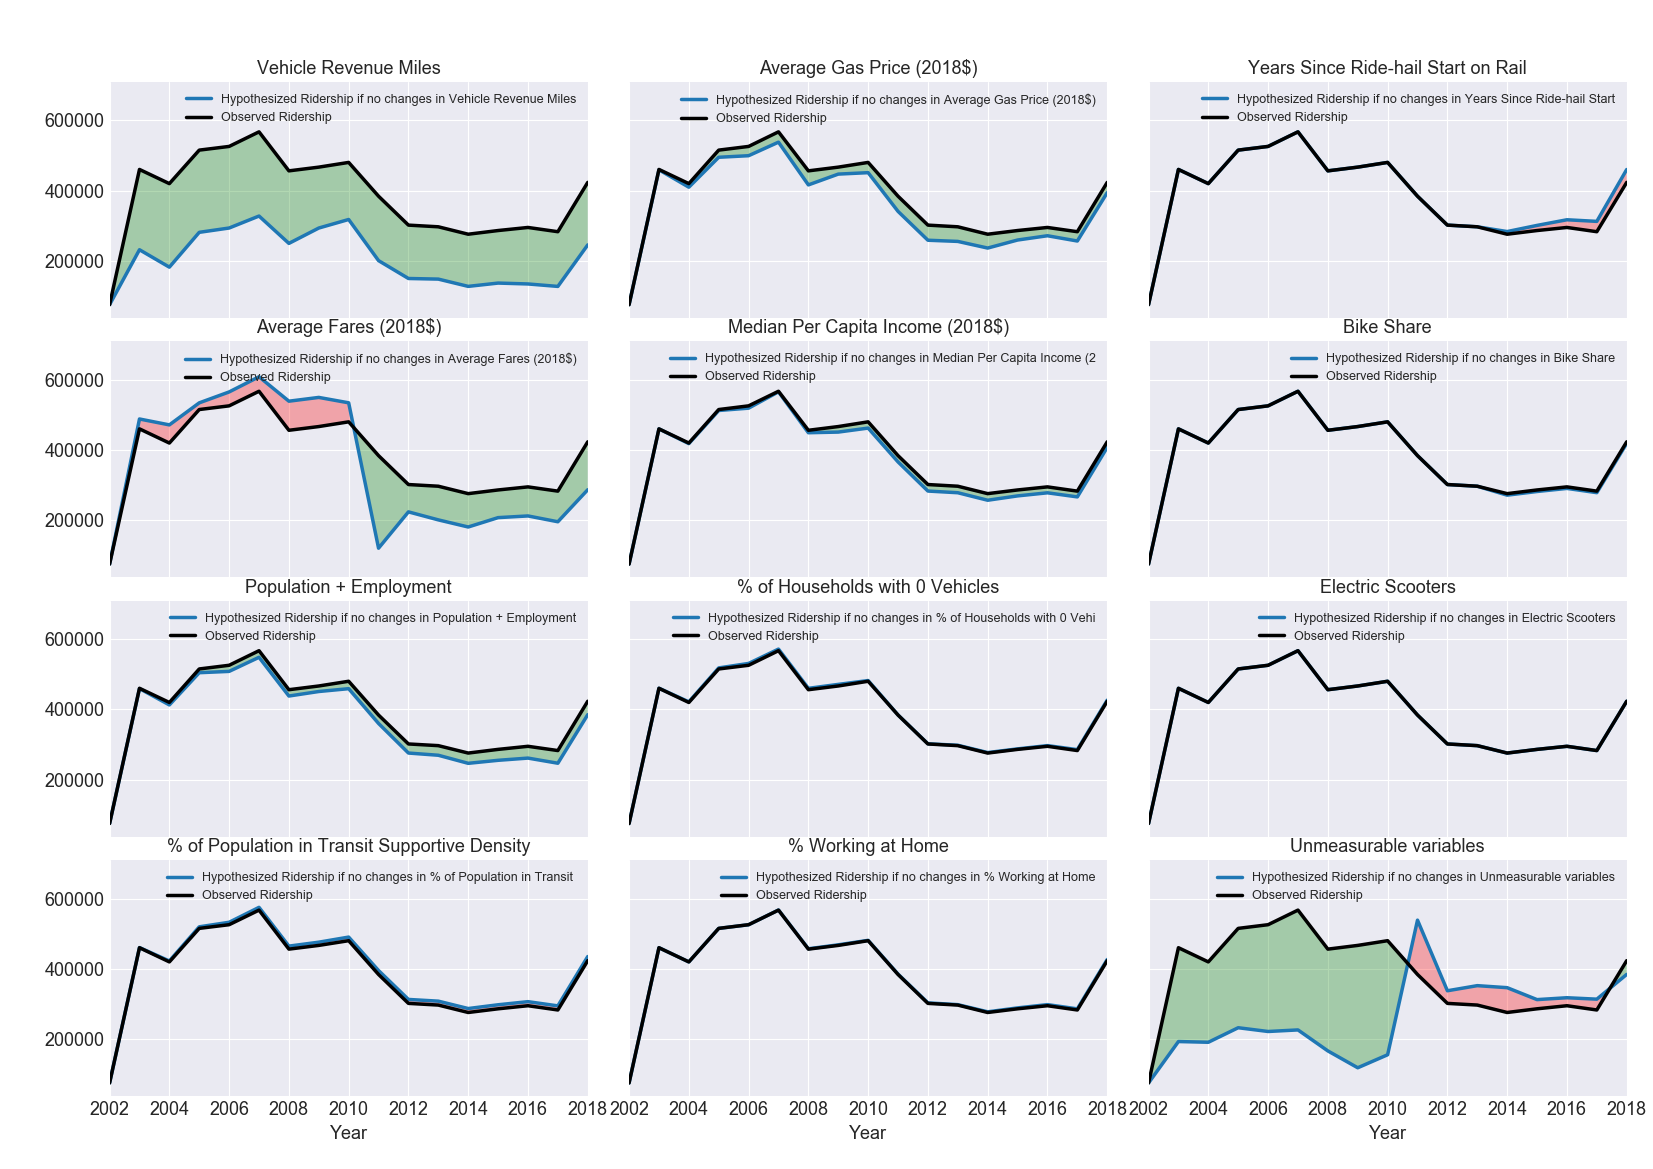 Vehicle Revenue Miles
Hypothesized Ridership if no changes in Vehicle Revenue Miles
Observed Ridership
600000
400000
200000
Average Gas Price (2018$)
Hypothesized Ridership if no changes in Average Gas Price (2018$)
Observed Ridership
Years Since Ride-hail Start on Rail
Hypothesized Ridership if no changes in Years Since Ride-hail Start
Observed Ridership
Average Fares (2018$)
Hypothesized Ridership if no changes in Average Fares (2018$)
Observed Ridership
600000
400000
200000
Median Per Capita Income (2018$)
Hypothesized Ridership if no changes in Median Per Capita Income (2
Observed Ridership
Bike Share
Hypothesized Ridership if no changes in Bike Share
Observed Ridership
Population + Employment
Hypothesized Ridership if no changes in Population + Employment
Observed Ridership
600000
400000
200000
% of Households with 0 Vehicles
Hypothesized Ridership if no changes in % of Households with 0 Vehi
Observed Ridership
Electric Scooters
Hypothesized Ridership if no changes in Electric Scooters
Observed Ridership
% of Population in Transit Supportive Density
Hypothesized Ridership if no changes in % of Population in Transit
Observed Ridership
600000
400000
200000
2002 2004 2006 2008 2010 2012 2014 2016 2018
Year
% Working at Home
Hypothesized Ridership if no changes in % Working at Home
Observed Ridership
2002 2004 2006 2008 2010 2012 2014 2016 2018
Year
Unmeasurable variables
Hypothesized Ridership if no changes in Unmeasurable variables
Observed Ridership
2002 2004 2006 2008 2010 2012 2014 2016 2018
Year